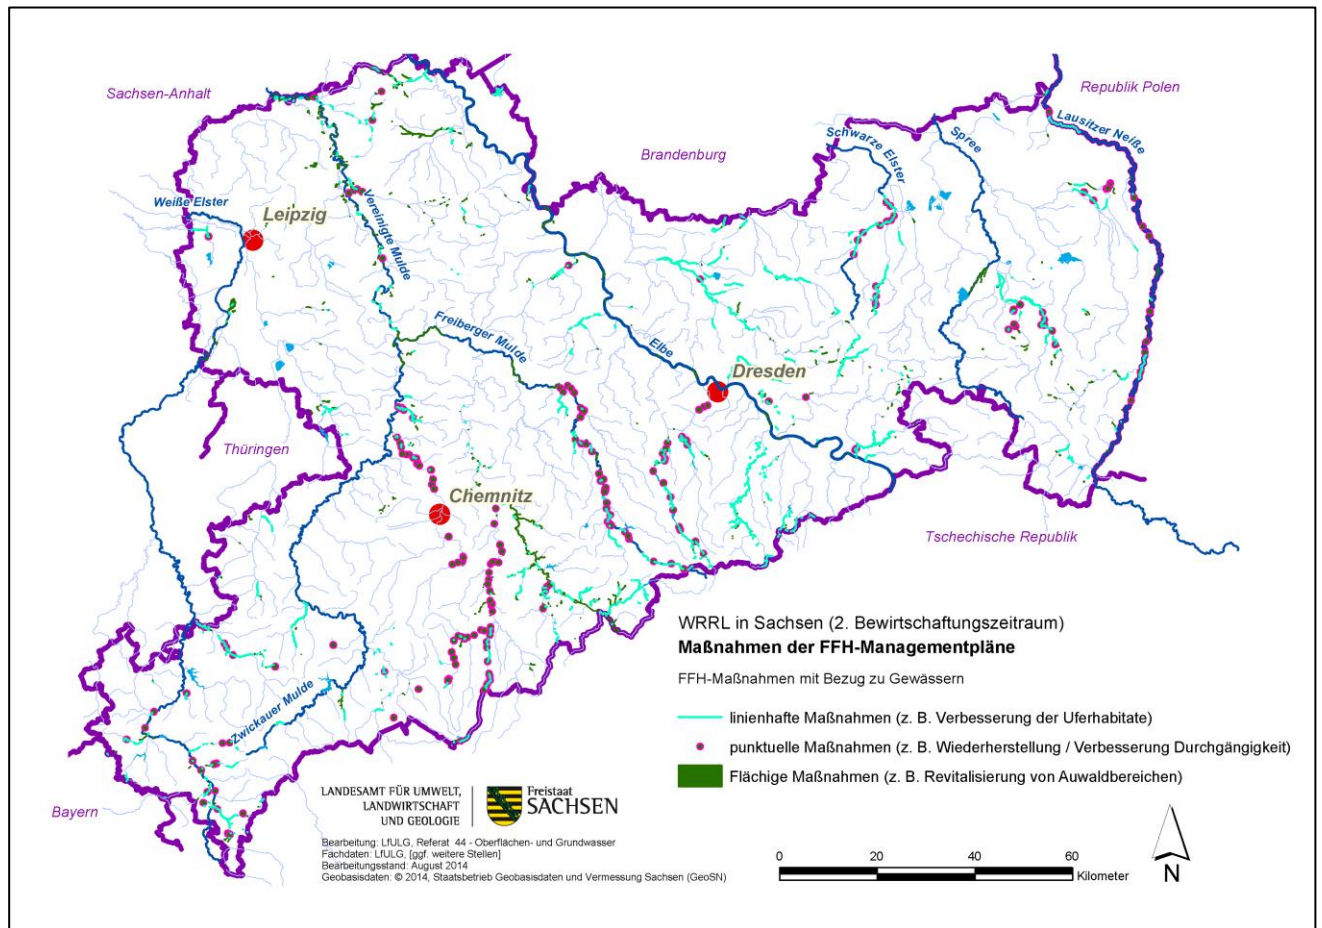 Sachsen-Anhalt
Republik Polen
Lausitzer Neiße
Schwarze Elster
Spree
Brandenburg
Weiße Elster
Leipzig
Vereinigte Mulde
Freiberger Mulde
Elbe
Dresden
Thüringen
Chemnitz
Tschechische Republik
Zwickauer Mulde
Bayern
WRRL in Sachsen (2. Bewirtschaftungszeitraum)
Maßnahmen der FFH-Managementpläne
FFH-Maßnahmen mit Bezug zu Gewässern
linienhafte Maßnahmen (z. B. Verbesserung der Uferhabitate)
punktuelle Maßnahmen (z. B. Wiederherstellung / Verbesserung Durchgängigkeit)
Flächige Maßnahmen (z. B. Revitalisierung von Auwaldbereichen)
LANDESAMT FÜR UMWELT,
LANDWIRTSCHAFT
UND GEOLOGIE
Freistaat
SACHSEN
Bearbeitung: LfULG, Referat 44 - Oberflächen- und Grundwasser
Fachdaten: LfULG, [ggf. weitere Stellen]
Bearbeitungsstand: August 2014
Geobasisdaten: © 2014, Staatsbetrieb Geobasisdaten und Vermessung Sachsen (GeoSN)
0 20 40 60
Kilometer
N